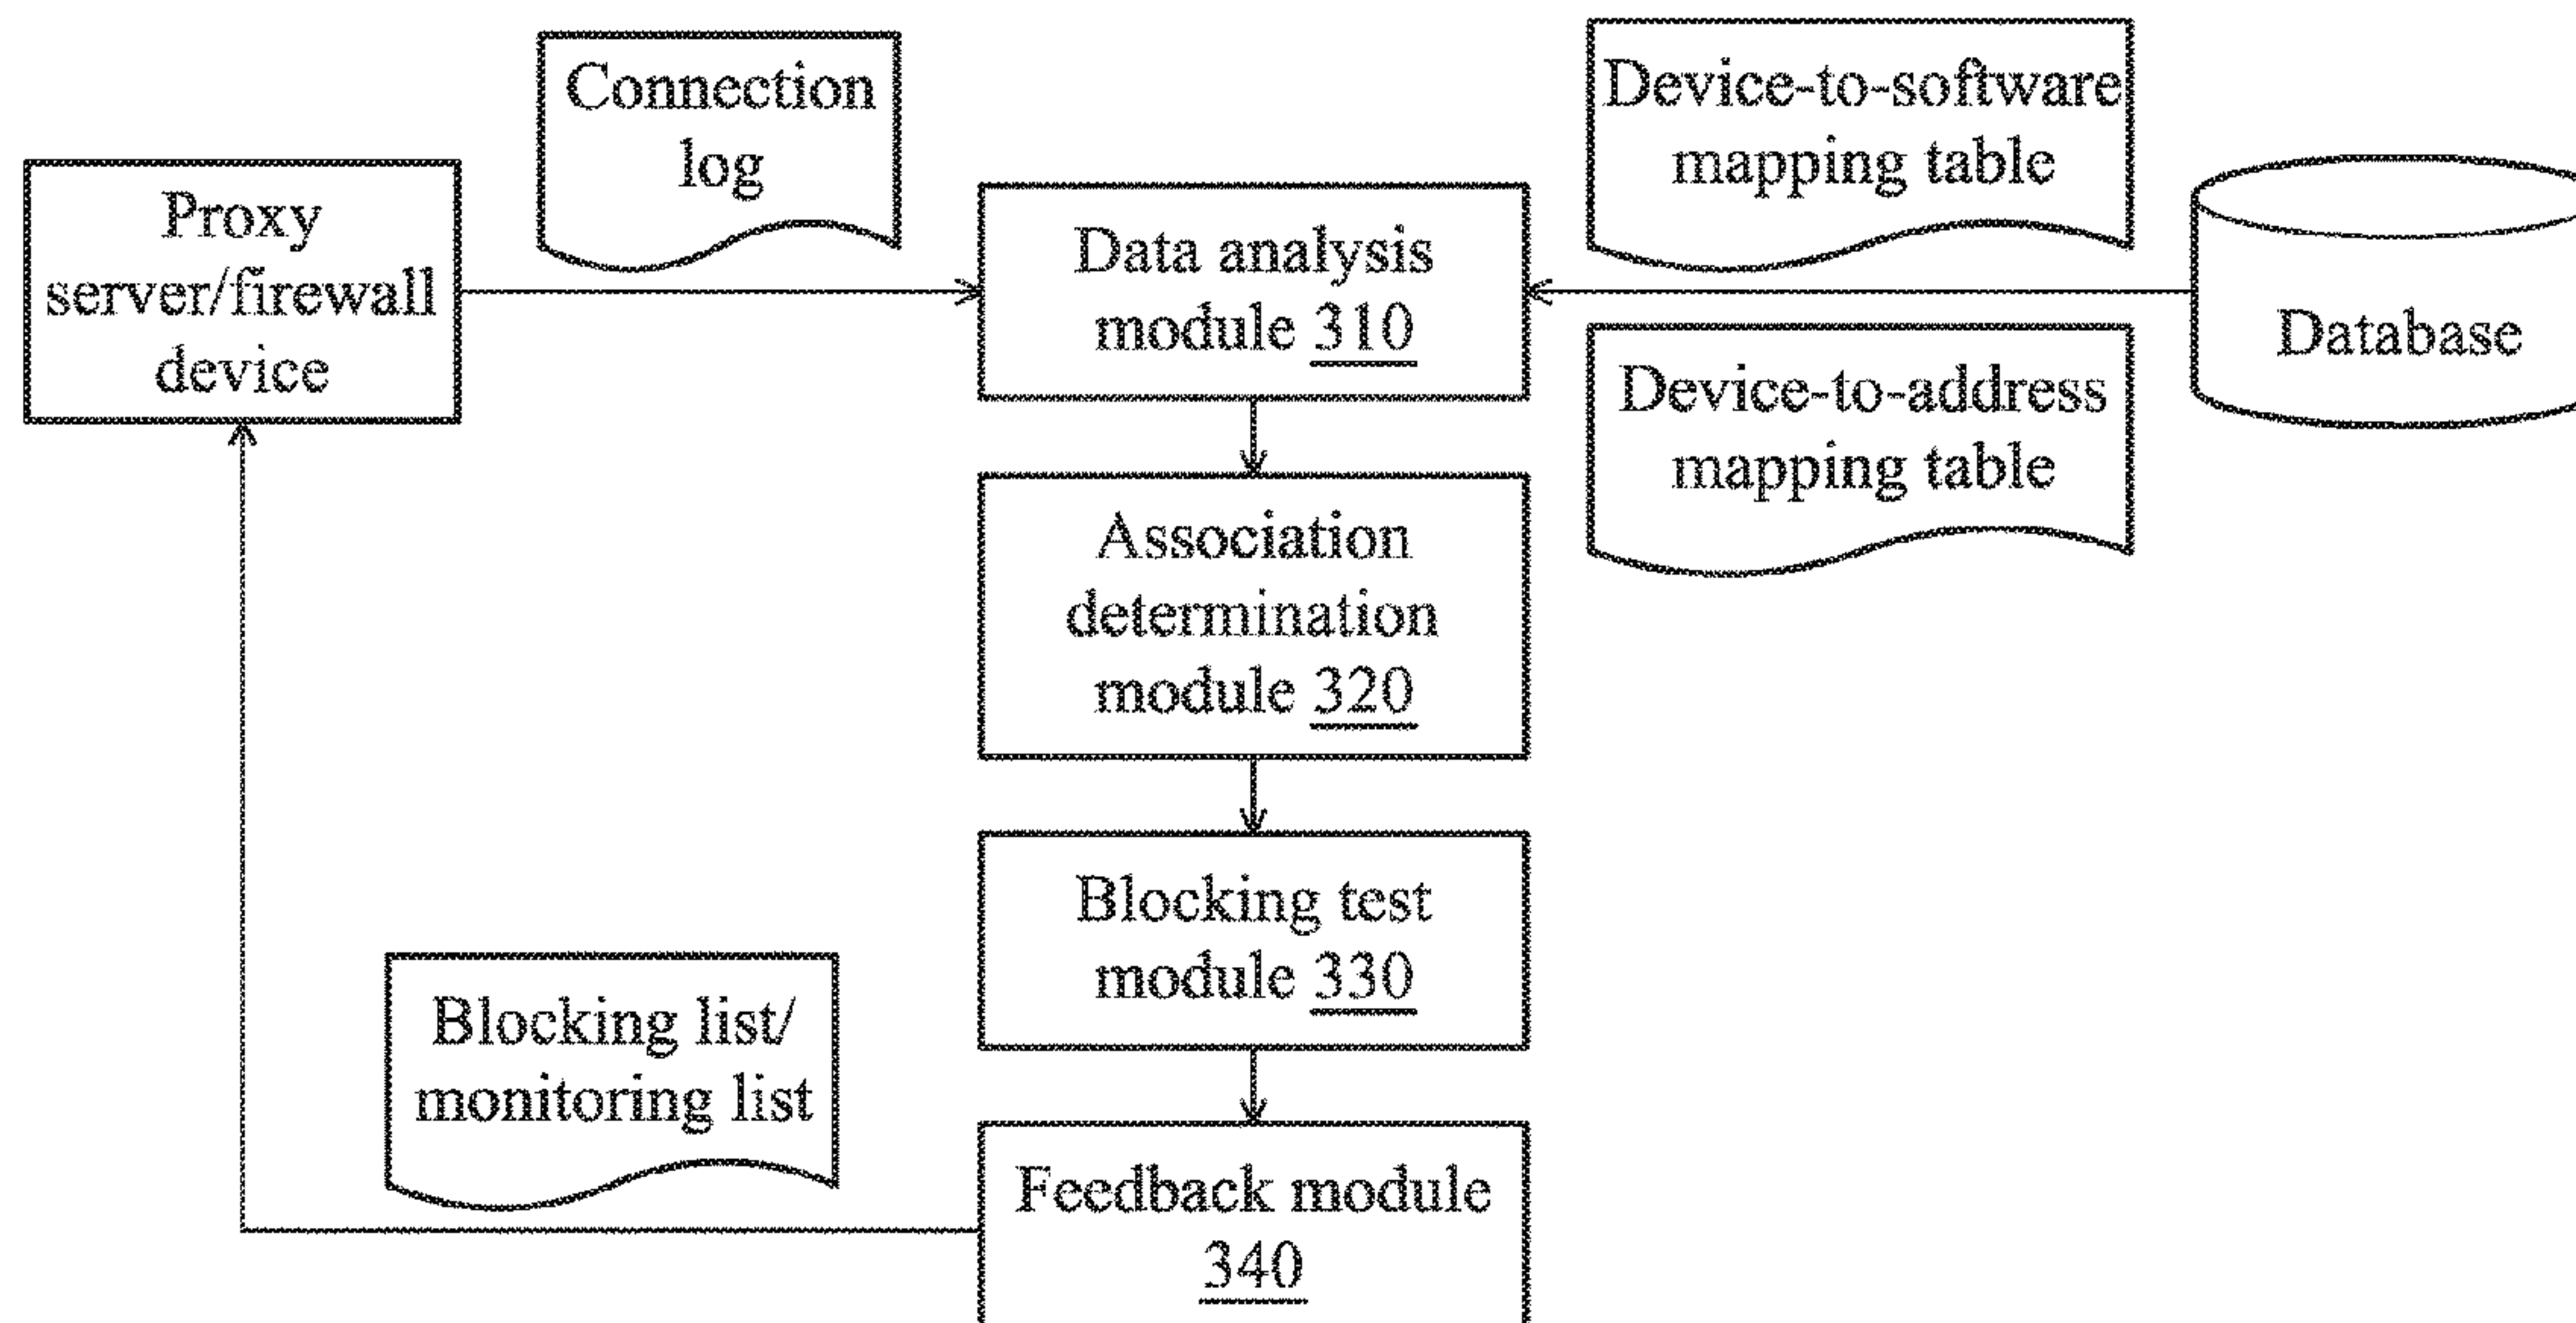 Connection
log
Device-to-software
mapping table
Proxy
server/firewall
device
Data analysis
module 310
Database
Device-to-address
mapping table
Association
determination
module 320
Blocking test
module 330
Blocking list/
monitoring list
Feedback module
340